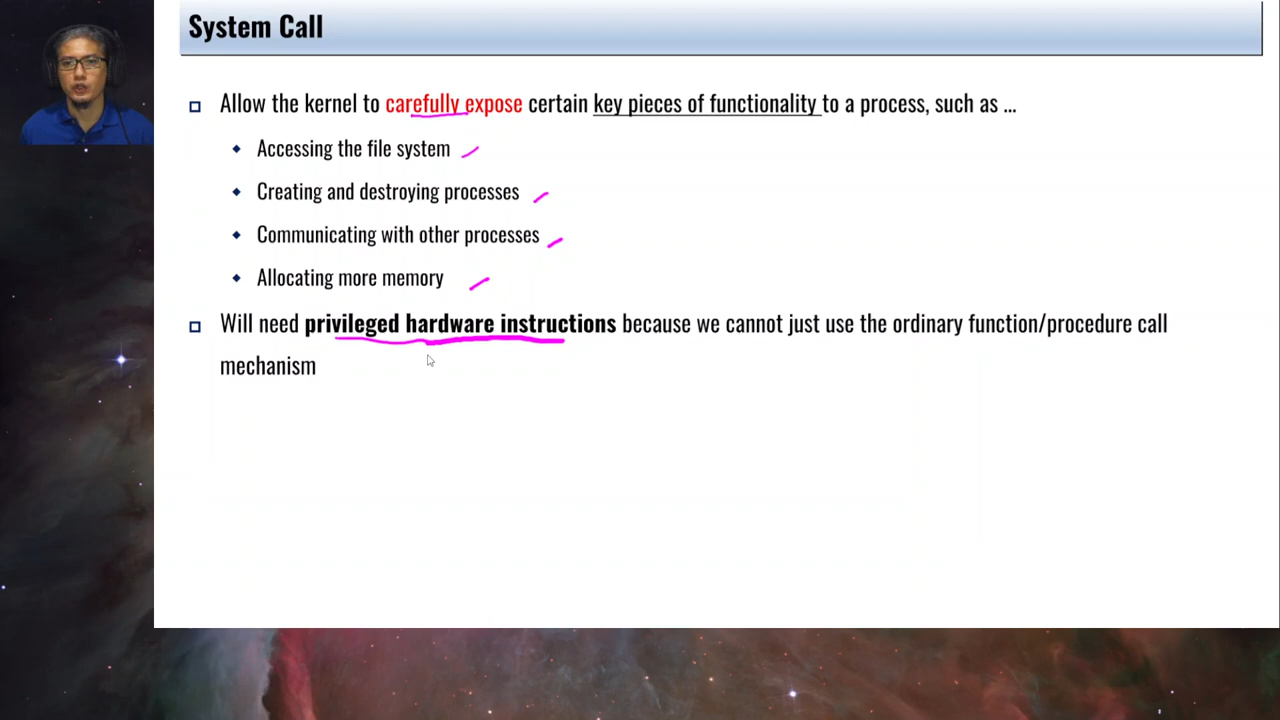 System Call
Allow the kernel to carefully expose certain key pieces of functionality to a process, such as ...
Accessing the file system
Creating and destroying processes
Communicating with other processes
Allocating more memory
Will need privileged hardware instructions because we cannot just use the ordinary function/procedure call
mechanism